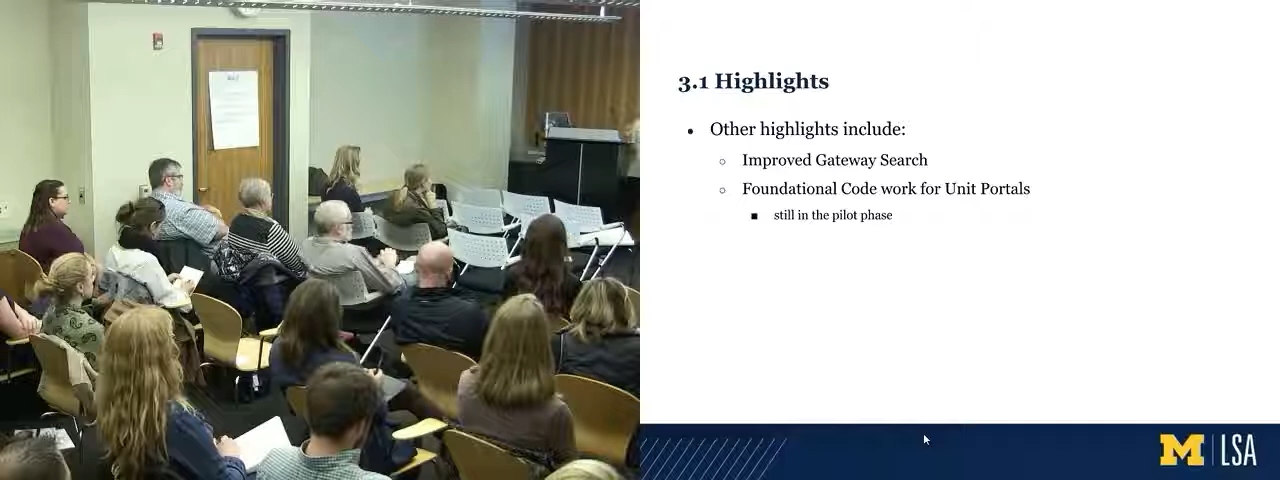 3.1 Highlights
• Other highlights include:
○ Improved Gateway Search
○ Foundational Code work for Unit Portals
■ still in the pilot phase
M | LSA